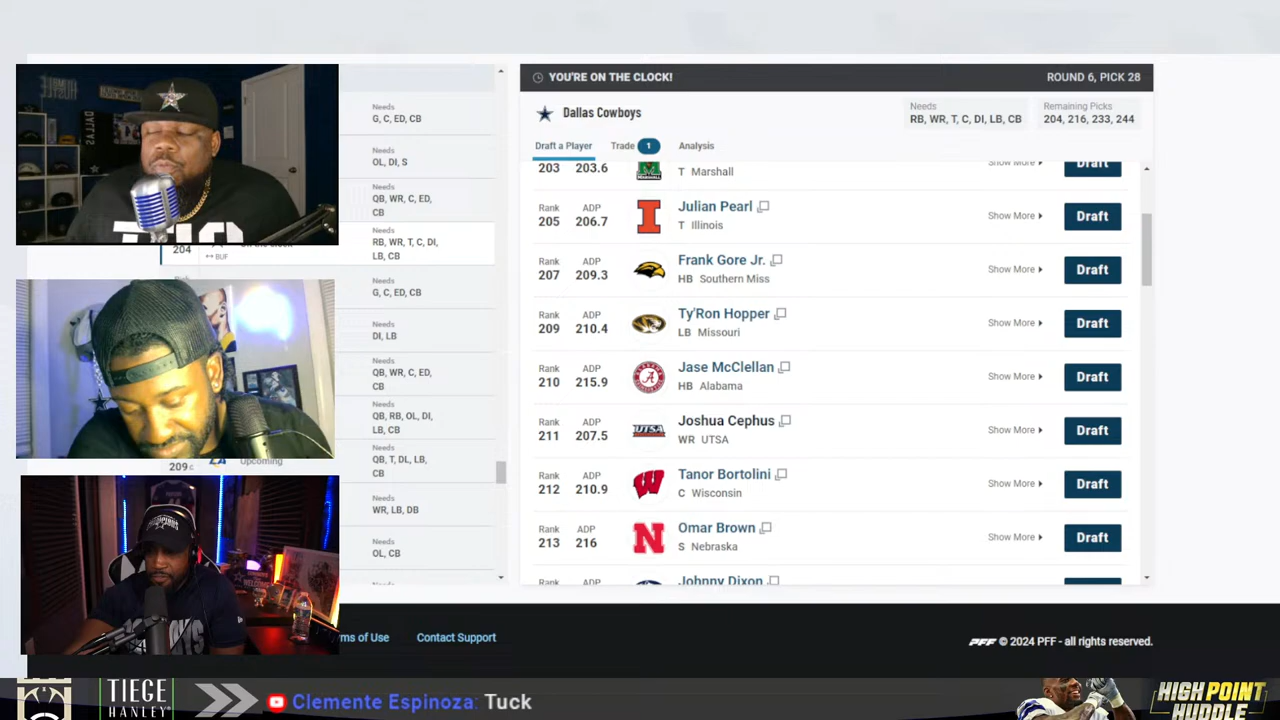 YOU'RE ON THE CLOCK!
ROUND 6, PICK 28
Dallas Cowboys
Needs
RB, WR, T, C, DI, LB, CB
Remaining Picks
204, 216, 233, 244
Draft a Player
Trade 1
Analysis
Needs
G, C, ED, CB
Needs
OL, DI, S
Needs
QB, WR, C, ED,
CB
204
BUF
RB, WR, T, C, DI,
LB, CB
Needs
G, C, ED, CB
Needs
DI, LB
Needs
QB, WR, C, ED,
CB
Needs
QB, RB, OL, DI,
LB, CB
209 C
Upcoming
Needs
QB, T, DL, LB,
CB
Needs
WR, LB, DB
Needs
OL, CB
203 203.6
T Marshall
Show More
Draft
Rank ADP
205 206.7
Julian Pearl
T Illinois
Show More
Draft
Rank ADP
207 209.3
Frank Gore Jr.
HB Southern Miss
Show More
Draft
Rank ADP
209 210.4
Ty'Ron Hopper
LB Missouri
Show More
Draft
Rank ADP
210 215.9
Jase McClellan
HB Alabama
Show More
Draft
Rank ADP
211 207.5
UTSA
Joshua Cephus
WR UTSA
Show More
Draft
Rank ADP
212 210.9
Tanor Bortolini
C Wisconsin
Show More
Draft
Rank ADP
213 216
Omar Brown
S Nebraska
Show More
Draft
Rank ADP
Johnny Dixon
ms of Use
Contact Support
PFF © 2024 PFF - all rights reserved.
TIEGE
HANLEY
Clemente Espinoza: Tuck
HIGH POINT
HUDDLE